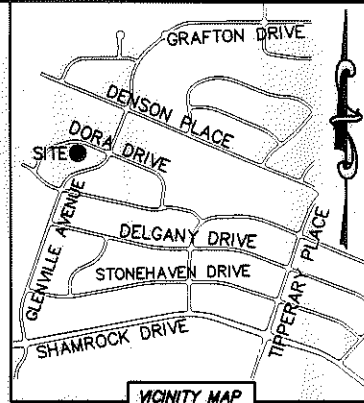 GRAFTON DRIVE
DENSON PLACE
DORA DRIVE
SITE
GLENVILLE AVENUE
DELGANY DRIVE
STONEHAVEN DRIVE
TIPPERARY PLACE
SHAMROCK DRIVE
VICINITY MAP